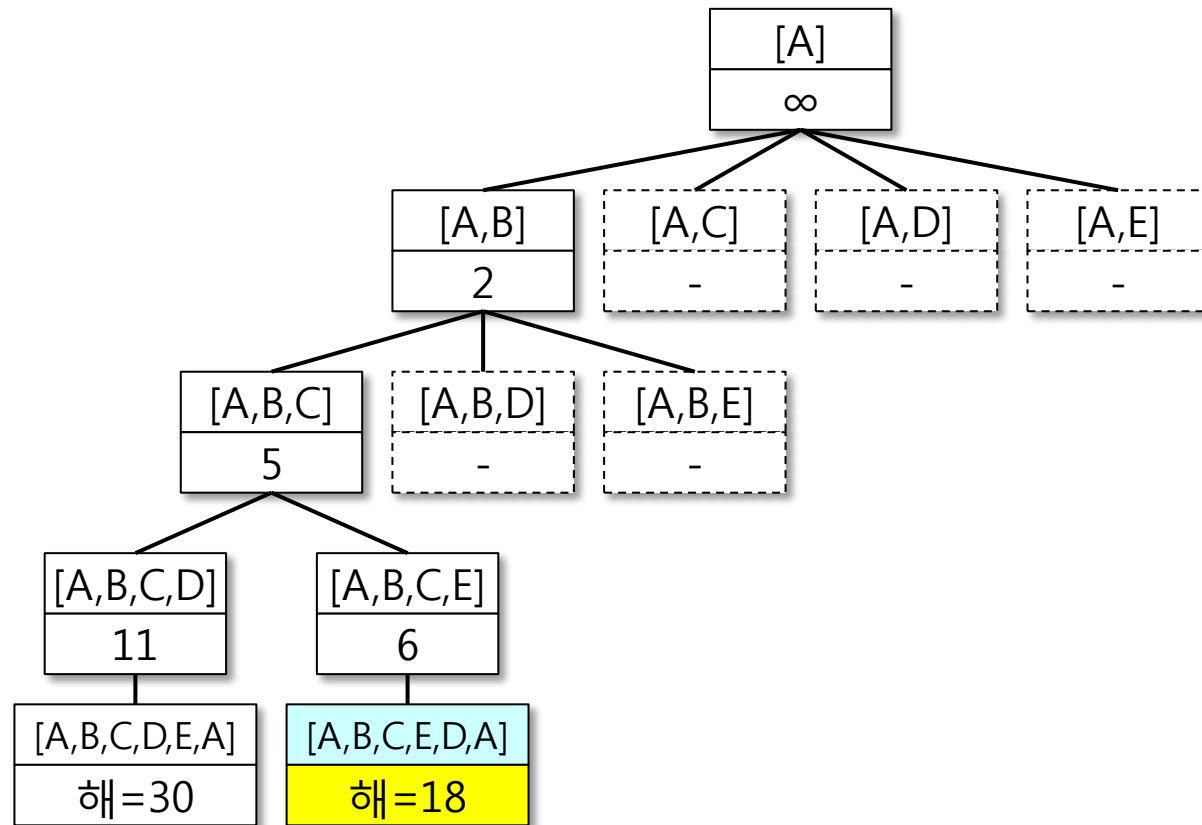 [A]
∞
[A,B]
2
[A,C]
-
[A,D]
-
[A,E]
-
[A,B,C]
5
[A,B,D]
-
[A,B,E]
-
[A,B,C,D]
11
[A,B,C,E]
6
[A,B,C,D,E,A]
해=30
[A,B,C,E,D,A]
해=18